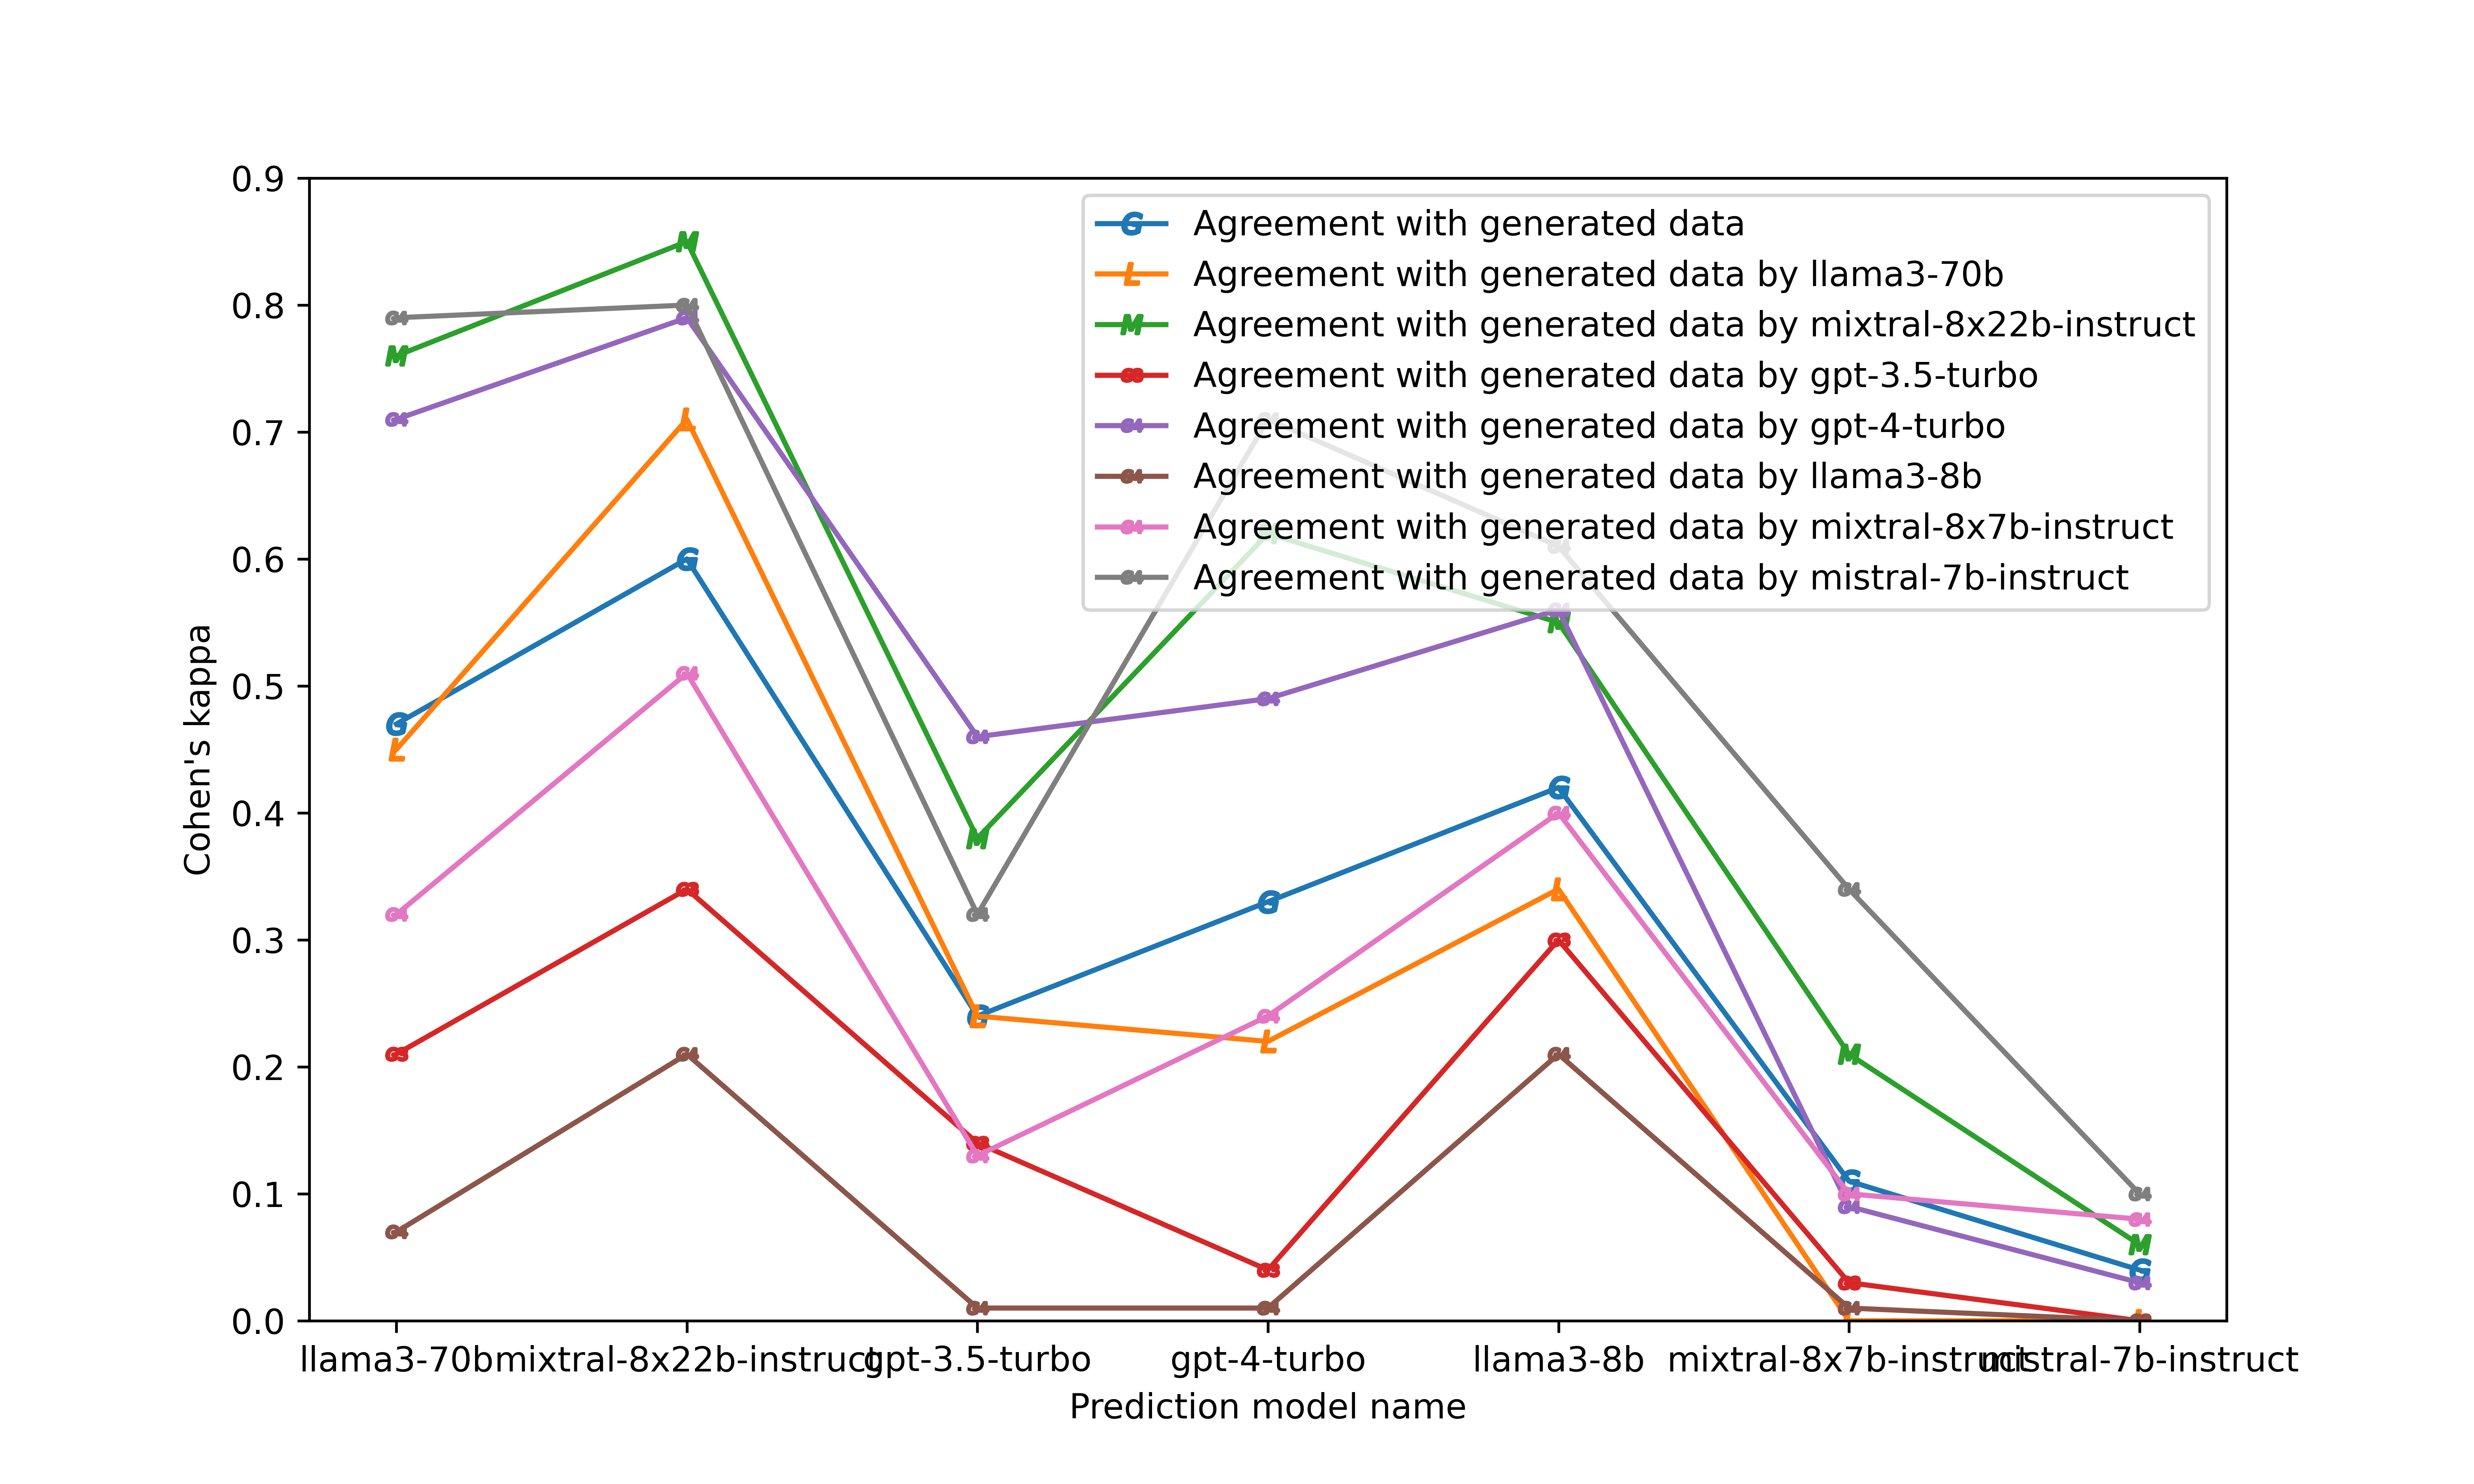 0.9
0.8
0.7
0.6
0.5
0.4
0.3
0.2
0.1
0.0
Cohen's kappa
Agreement with generated data
Agreement with generated data by llama3-70b
Agreement with generated data by mixtral-8x22b-instruct
Agreement with generated data by gpt-3.5-turbo
Agreement with generated data by gpt-4-turbo
Agreement with generated data by llama3-8b
Agreement with generated data by mixtral-8x7b-instruct
Agreement with generated data by mistral-7b-instruct
llama3-70b mixtral-8x22b-instruct gpt-3.5-turbo gpt-4-turbo llama3-8b mixtral-8x7b-instruct mistral-7b-instruct
Prediction model name